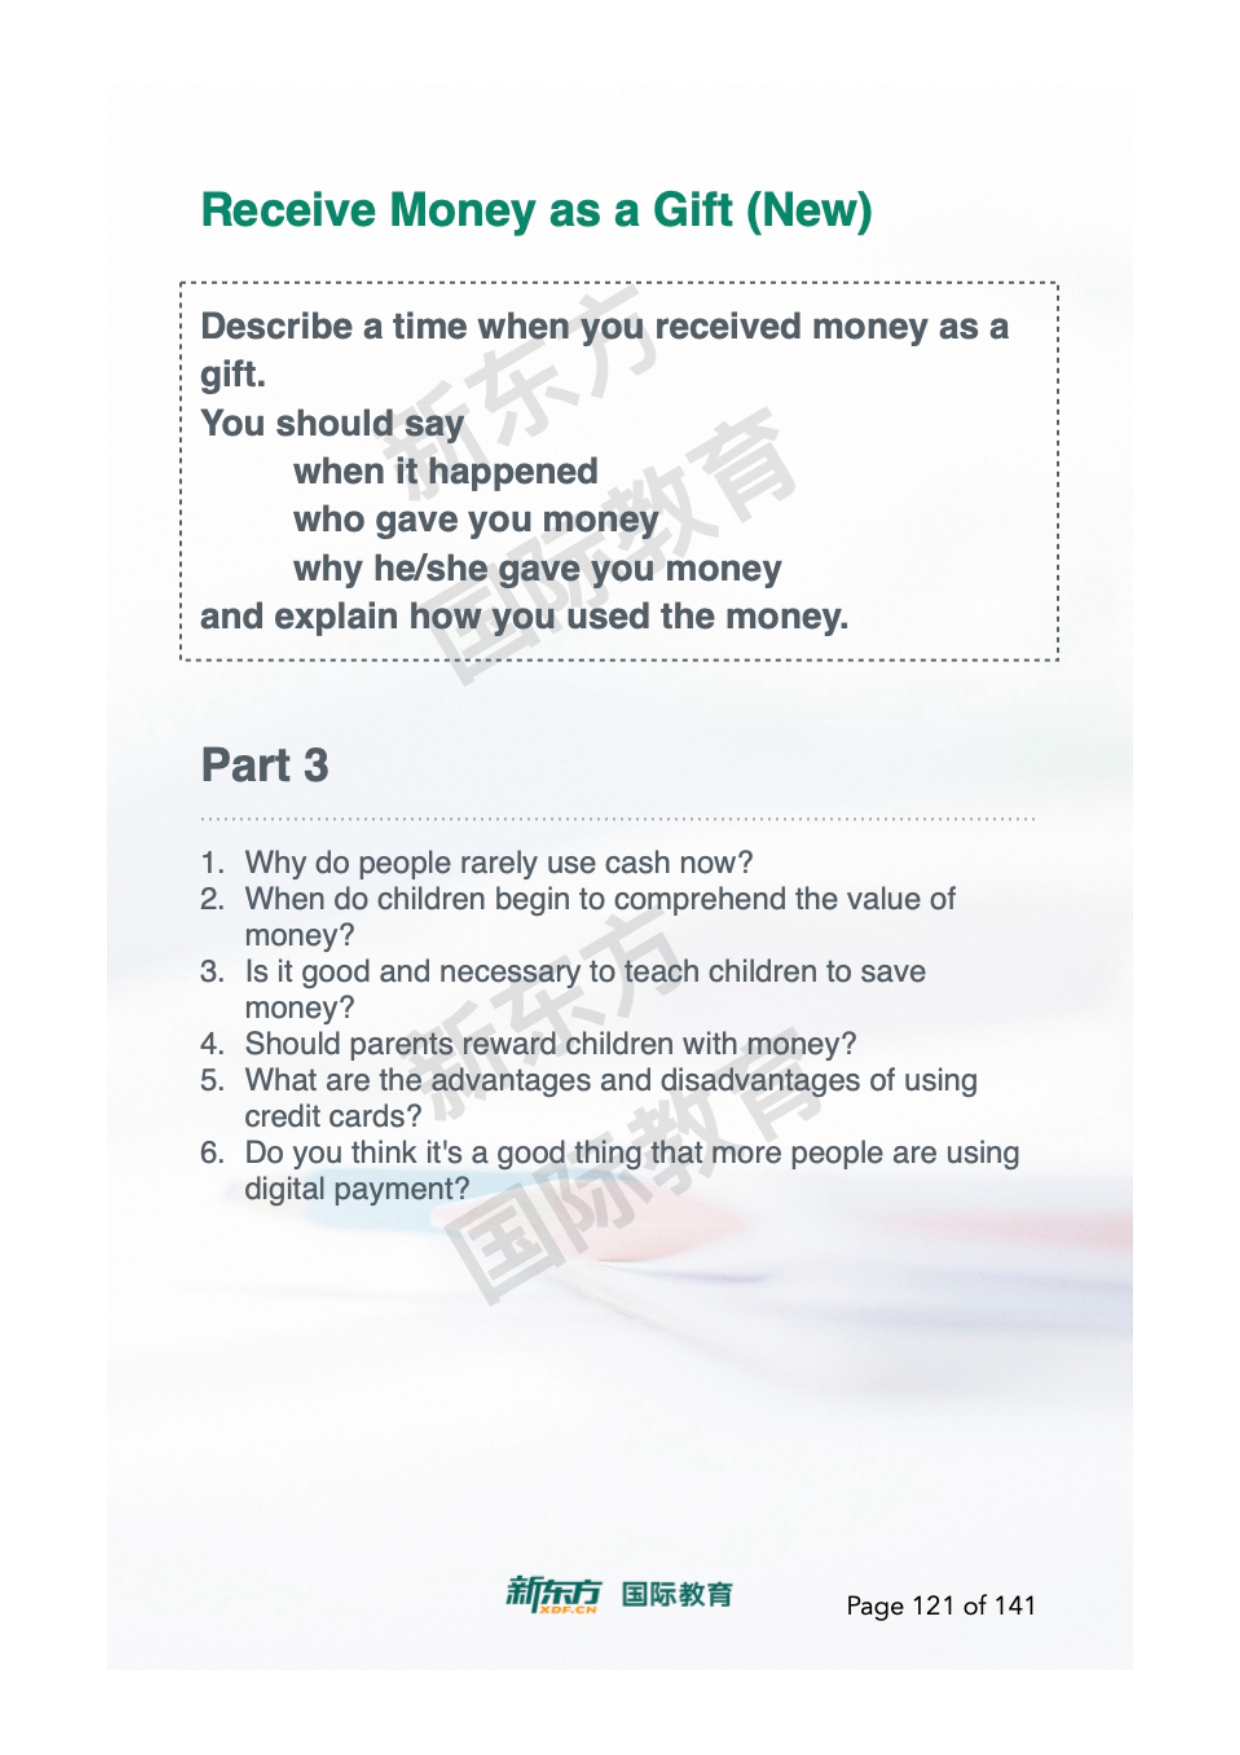 Receive Money as a Gift (New)
Describe a time when you received money as a
gift.
You should say
when it happened
who gave you money
why he/she gave you money
and explain how you used the money.
新东方
国际教育
Part 3
1. Why do people rarely use cash now?
2. When do children begin to comprehend the value of
money?
3. Is it good and necessary to teach children to save
money?
4. Should parents reward children with money?
5. What are the advantages and disadvantages of using
credit cards?
6. Do you think it's a good thing that more people are using
digital payment?
新东方
国际教育
新东方 国际教育
XDF.CN
Page 121 of 141